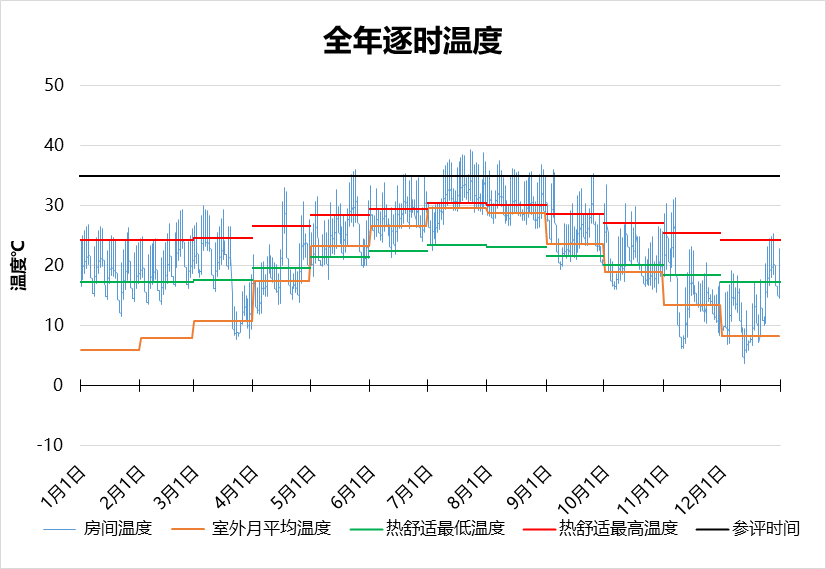 全年逐时温度
50
40
30
20
10
0
-10
温度℃
1月1日
2月1日
3月1日
4月1日
5月1日
6月1日
7月1日
8月1日
9月1日
10月1日
11月1日
12月1日
房间温度 室外月平均温度 热舒适最低温度 热舒适最高温度 参评时间